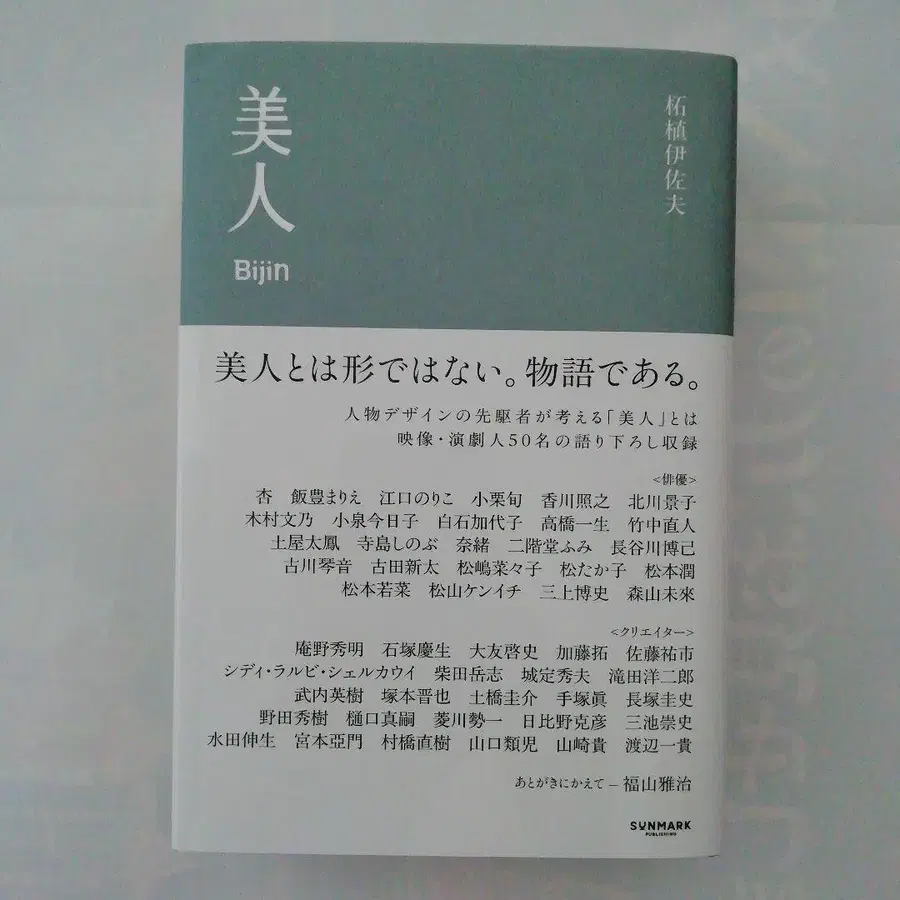 美人
Bijin
柘植伊佐夫
美人とは形ではない。物語である。
人物デザインの先駆者が考える「美人」とは
映像・演劇人50名の語り下ろし収録
<俳優>
杏　飯豊まりえ　江口のりこ　小栗旬　香川照之　北川景子
木村文乃　小泉今日子　白石加代子　高橋一生　竹中直人
土屋太鳳　寺島しのぶ　奈緒　二階堂ふみ　長谷川博己
古川琴音　古田新太　松嶋菜々子　松たか子　松本潤
松本若菜　松山ケンイチ　三上博史　森山未來
<クリエイター>
庵野秀明　石塚慶生　大友啓史　加藤拓　佐藤祐市
シディ・ラルビ・シェルカウイ　柴田岳志　城定秀夫　滝田洋二郎
武内英樹　塚本晋也　土橋圭介　手塚眞　長塚圭史
野田秀樹　樋口真嗣　菱川勢一　日比野克彦　三池崇史
水田伸生　宮本亞門　村橋直樹　山口類児　山崎貴　渡辺一貴
あとがきにかえて – 福山雅治
SUNMARK
PUBLISHING